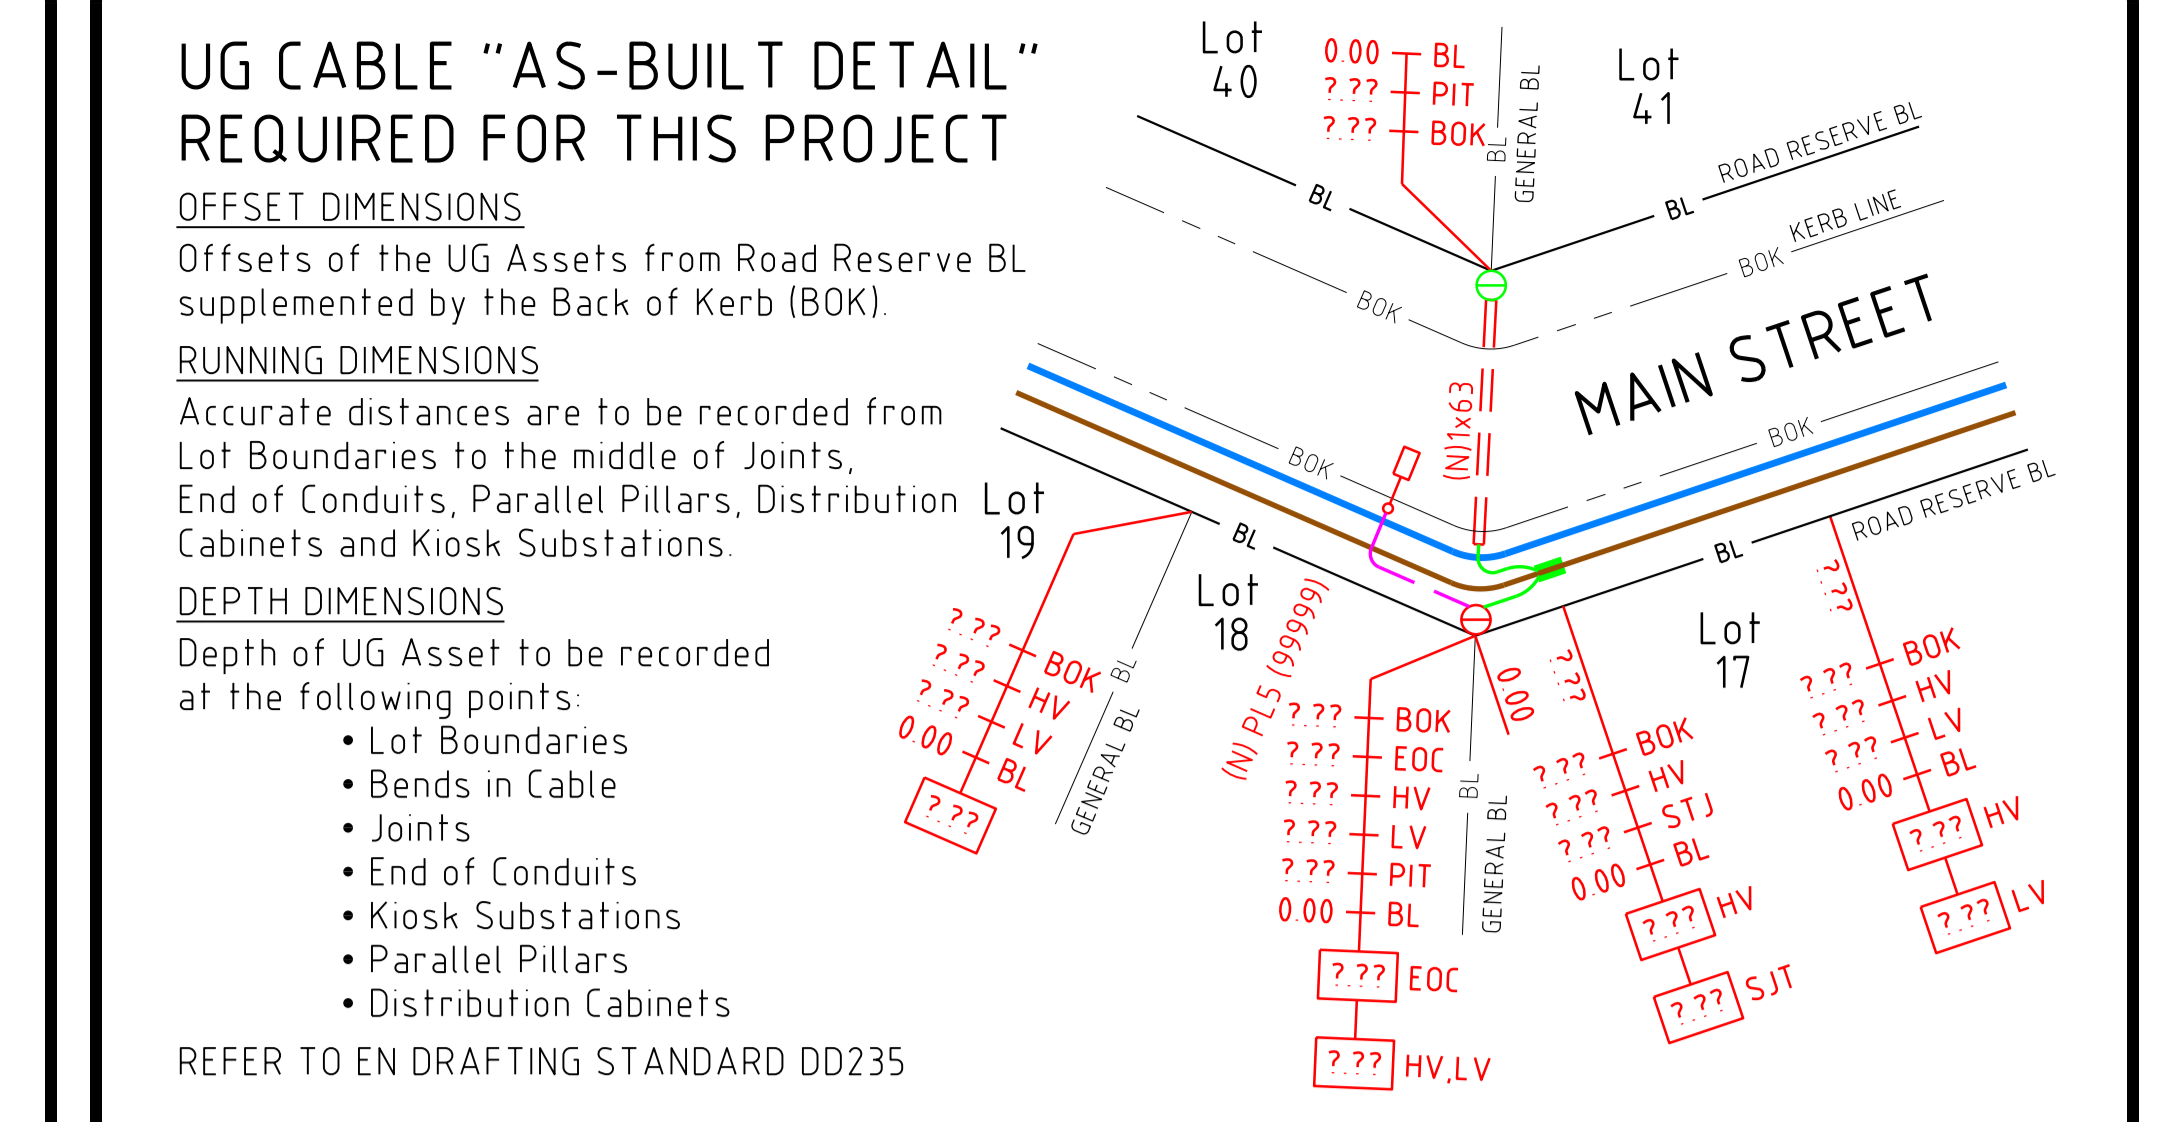 UG CABLE "AS-BUILT DETAIL"
REQUIRED FOR THIS PROJECT
OFFSET DIMENSIONS
Offsets of the UG Assets from Road Reserve BL
supplemented by the Back of Kerb (BOK).
RUNNING DIMENSIONS
Accurate distances are to be recorded from
Lot Boundaries to the middle of Joints,
End of Conduits, Parallel Pillars, Distribution
Cabinets and Kiosk Substations.
DEPTH DIMENSIONS
Depth of UG Asset to be recorded
at the following points:
• Lot Boundaries
• Bends in Cable
• Joints
• End of Conduits
• Kiosk Substations
• Parallel Pillars
• Distribution Cabinets
REFER TO EN DRAFTING STANDARD DD235
Lot
40
0.00 BL
?.?? PIT
?.?? BOK
BL
GENERAL BL
Lot
41
ROAD RESERVE BL
BL
BL
KERB LINE
BOK
BOK
MAIN STREET
(N)1x63
BOK
BOK
ROAD RESERVE BL
BL
BL
Lot
19
Lot
18
Lot
17
?.?? BOK
?.?? HV
?.?? LV
0.00 BL
?.??
BL
GENERAL BL
(N) PL5 (99999)
?.?? BOK
?.?? EOC
?.?? HV
?.?? LV
?.?? PIT
0.00 BL
?.?? EOC
?.?? HV,LV
BL
GENERAL BL
0.00
?.??
?.?? BOK
?.?? HV
?.?? STJ
0.00 BL
?.?? HV
?.?? SJT
?.??
?.?? BOK
?.?? HV
?.?? LV
0.00 BL
?.?? HV
?.?? LV